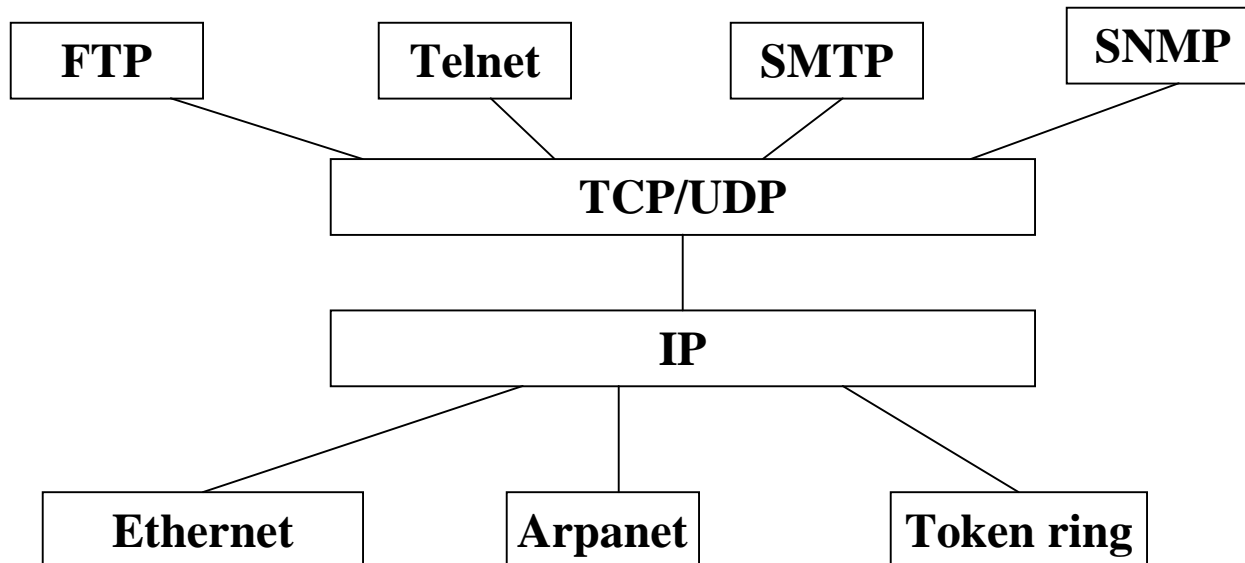 FTP
Telnet
SMTP
SNMP
TCP/UDP
IP
Ethernet
Arpanet
Token ring